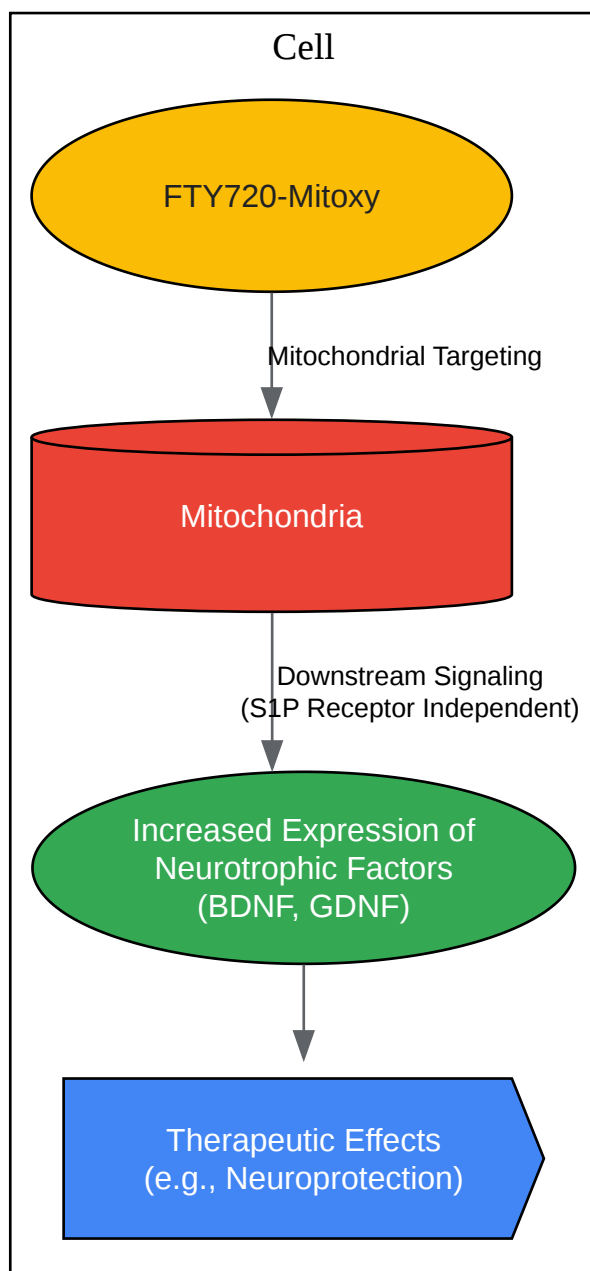 Cell
FTY720-Mitoxy
Mitochondrial Targeting
Mitochondria
Downstream Signaling
(S1P Receptor Independent)
Increased Expression of
Neurotrophic Factors
(BDNF, GDNF)
Therapeutic Effects
(e.g., Neuroprotection)